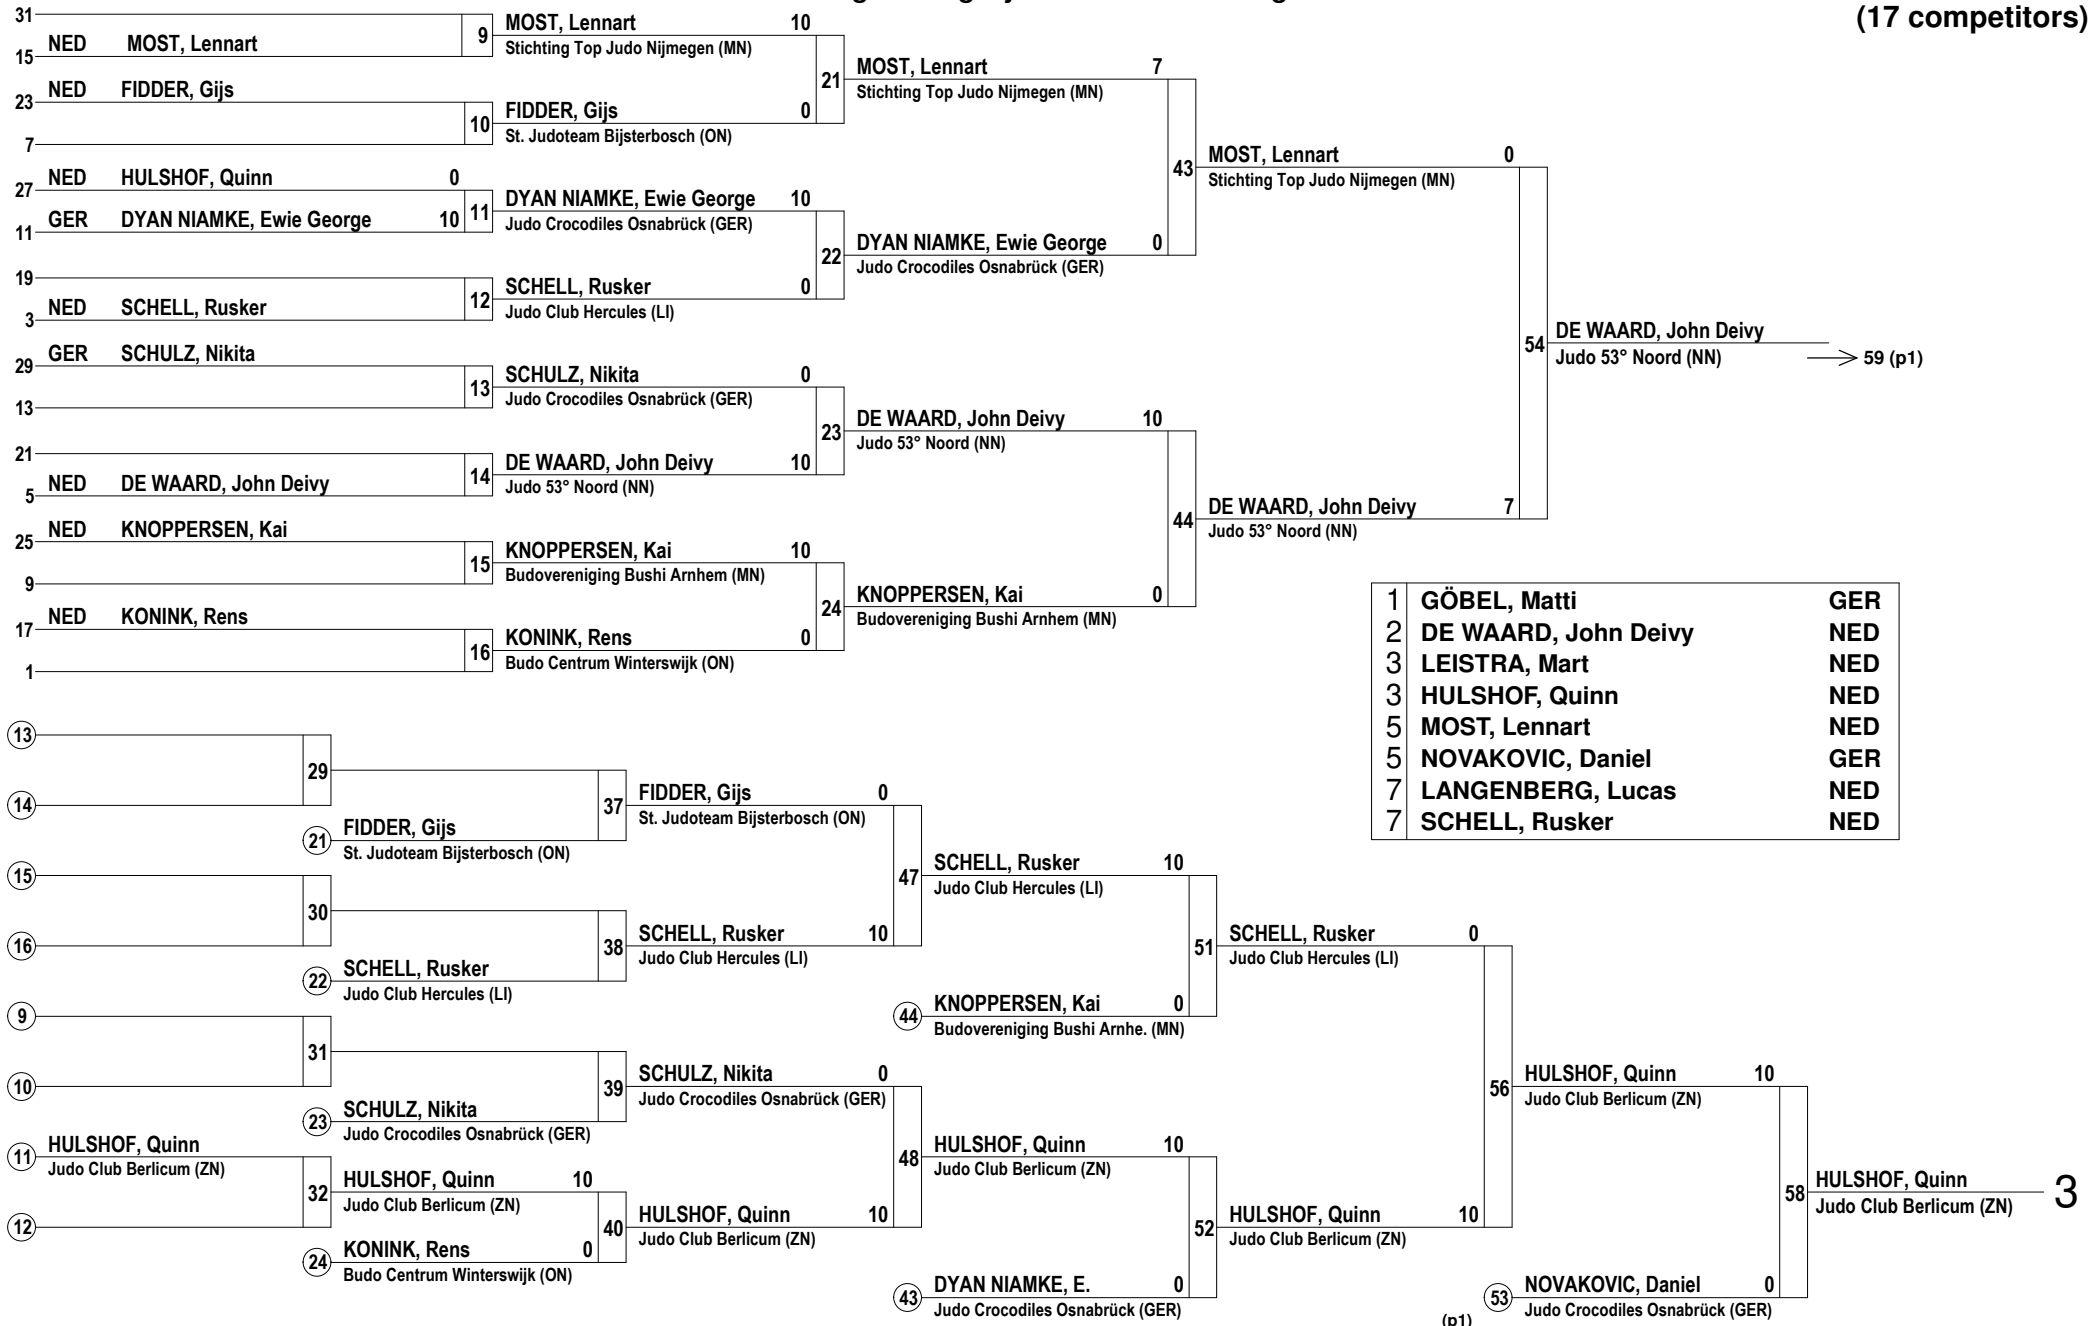 (17 competitors)
31
15 NED MOST, Lennart
23 NED FIDDER, Gijs
7
27 NED HULSHOF, Quinn 0
11 GER DYAN NIAMKE, Ewie George 10
19
3 NED SCHELL, Rusker
29 GER SCHULZ, Nikita
13
21
5 NED DE WAARD, John Deivy
25 NED KNOPPERSEN, Kai
9
17 NED KONINK, Rens
1
9 MOST, Lennart 10
Stichting Top Judo Nijmegen (MN)
10 FIDDER, Gijs 0
St. Judoteam Bijsterbosch (ON)
11 DYAN NIAMKE, Ewie George 10
Judo Crocodiles Osnabrück (GER)
12 SCHELL, Rusker 0
Judo Club Hercules (LI)
13 SCHULZ, Nikita 0
Judo Crocodiles Osnabrück (GER)
14 DE WAARD, John Deivy 10
Judo 53° Noord (NN)
15 KNOPPERSEN, Kai 10
Budovereniging Bushi Arnhem (MN)
16 KONINK, Rens 0
Budo Centrum Winterswijk (ON)
21 MOST, Lennart 7
Stichting Top Judo Nijmegen (MN)
22 DYAN NIAMKE, Ewie George 0
Judo Crocodiles Osnabrück (GER)
23 DE WAARD, John Deivy 10
Judo 53° Noord (NN)
24 KNOPPERSEN, Kai 0
Budovereniging Bushi Arnhem (MN)
43 MOST, Lennart 0
Stichting Top Judo Nijmegen (MN)
44 DE WAARD, John Deivy 7
Judo 53° Noord (NN)
54 DE WAARD, John Deivy
Judo 53° Noord (NN) 59 (p1)
1 GÖBEL, Matti GER
2 DE WAARD, John Deivy NED
3 LEISTRA, Mart NED
3 HULSHOF, Quinn NED
5 MOST, Lennart NED
5 NOVAKOVIC, Daniel GER
7 LANGENBERG, Lucas NED
7 SCHELL, Rusker NED
13
14
15
16
9
10
11 HULSHOF, Quinn
Judo Club Berlicum (ZN)
12
29
21 FIDDER, Gijs
St. Judoteam Bijsterbosch (ON)
30
22 SCHELL, Rusker
Judo Club Hercules (LI)
31
23 SCHULZ, Nikita
Judo Crocodiles Osnabrück (GER)
32 HULSHOF, Quinn 10
Judo Club Berlicum (ZN)
24 KONINK, Rens 0
Budo Centrum Winterswijk (ON)
37 FIDDER, Gijs 0
St. Judoteam Bijsterbosch (ON)
38 SCHELL, Rusker 10
Judo Club Hercules (LI)
39 SCHULZ, Nikita 0
Judo Crocodiles Osnabrück (GER)
40 HULSHOF, Quinn 10
Judo Club Berlicum (ZN)
47 SCHELL, Rusker 10
Judo Club Hercules (LI)
44 KNOPPERSEN, Kai 0
Budovereniging Bushi Arnhe. (MN)
48 HULSHOF, Quinn 10
Judo Club Berlicum (ZN)
43 DYAN NIAMKE, E. 0
Judo Crocodiles Osnabrück (GER)
51 SCHELL, Rusker 0
Judo Club Hercules (LI)
52 HULSHOF, Quinn 10
Judo Club Berlicum (ZN)
56 HULSHOF, Quinn 10
Judo Club Berlicum (ZN)
53 NOVAKOVIC, Daniel 0
Judo Crocodiles Osnabrück (GER)
(p1)
58 HULSHOF, Quinn
Judo Club Berlicum (ZN)
3